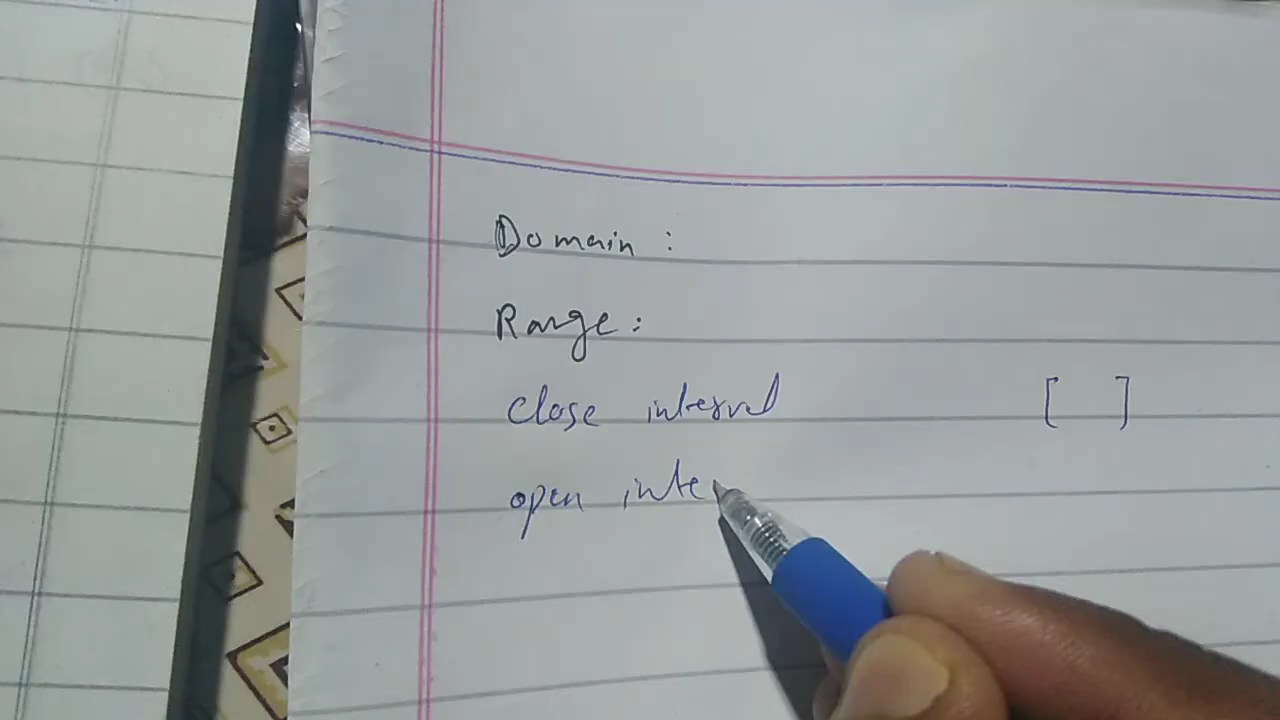 Domain :
Range :
close interval [ ]
open inte